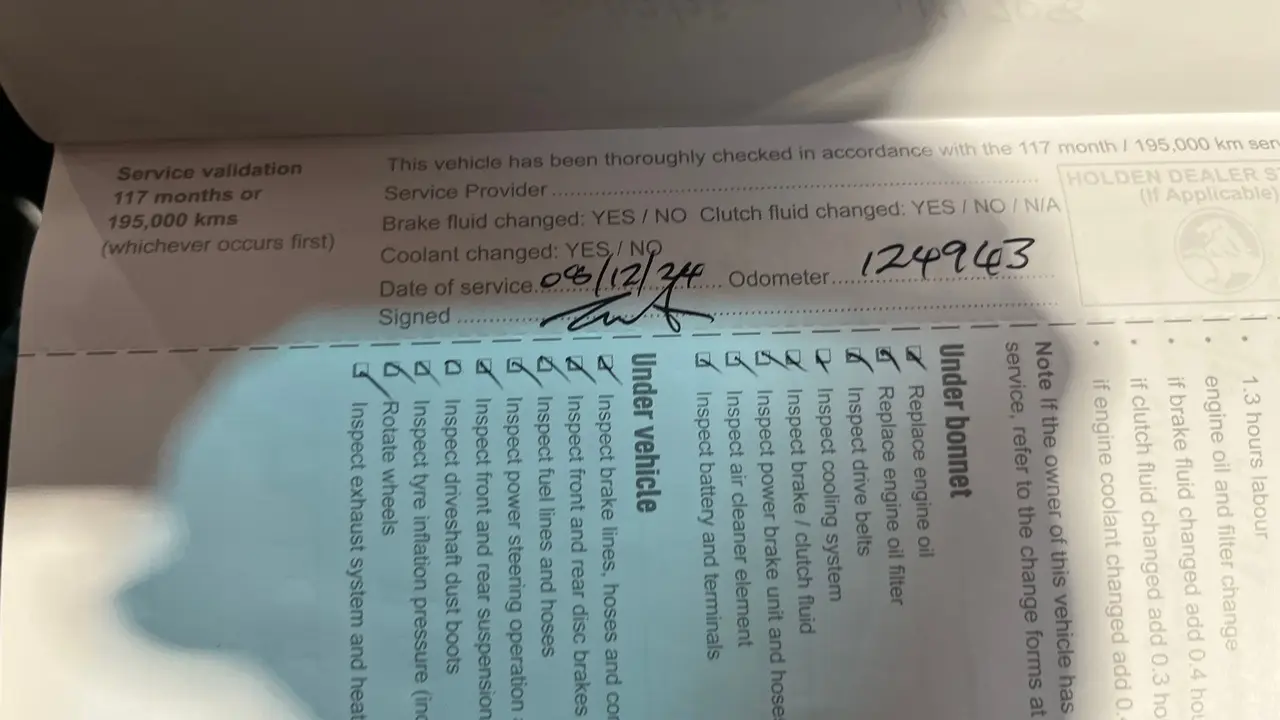 Service validation
117 months or
195,000 kms
(whichever occurs first)
This vehicle has been thoroughly checked in accordance with the 117 month / 195,000 km ser
Service Provider
Brake fluid changed: YES / NO Clutch fluid changed: YES / NO / N/A
Coolant changed: YES / NO
Date of service 08/12/24 Odometer 124943
Signed
HOLDEN DEALER S
(If Applicable)
• 1.3 hours labour
• engine oil and filter change
• if brake fluid changed add 0.4 ho
• if clutch fluid changed add 0.3 ho
• if engine coolant changed add 0.
Note If the owner of this vehicle has
service, refer to the change forms at
Under bonnet
Replace engine oil
Replace engine oil filter
Inspect drive belts
Inspect cooling system
Inspect brake / clutch fluid
Inspect power brake unit and hose
Inspect air cleaner element
Inspect battery and terminals
Under vehicle
Inspect brake lines, hoses and co
Inspect front and rear disc brakes
Inspect fuel lines and hoses
Inspect power steering operation
Inspect front and rear suspension
Inspect driveshaft dust boots
Inspect tyre inflation pressure (inc
Rotate wheels
Inspect exhaust system and heat